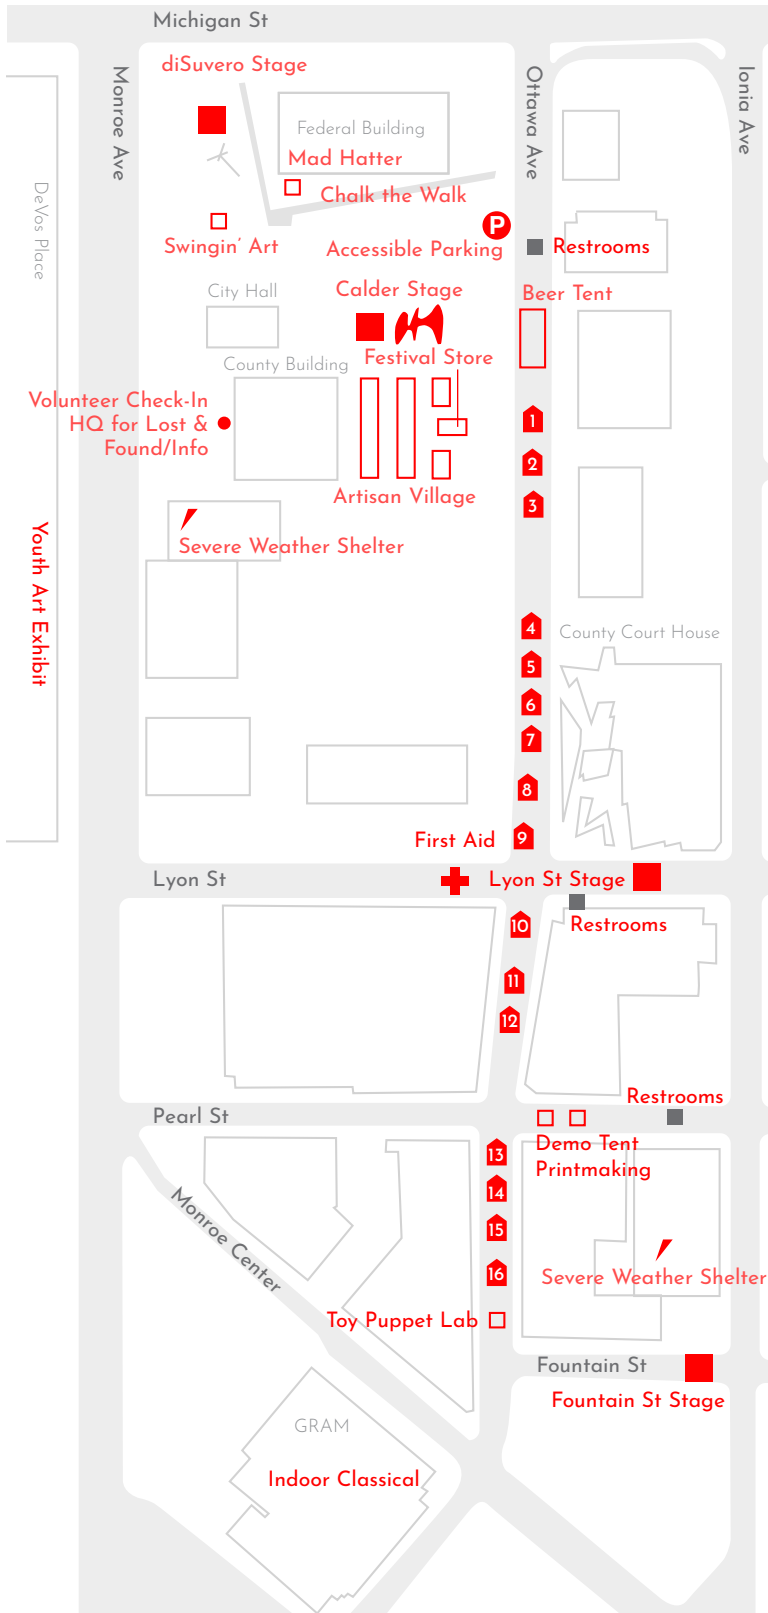 Michigan St
diSuvero Stage
Monroe Ave
Ottawa Ave
Ionia Ave
Federal Building
Mad Hatter
Chalk the Walk
DeVos Place
P
Swingin' Art
Accessible Parking
Restrooms
City Hall
Calder Stage
Beer Tent
County Building
Festival Store
Volunteer Check-In
HQ for Lost &
Found/Info
1
2
3
Artisan Village
Severe Weather Shelter
Youth Art Exhibit
4
County Court House
5
6
7
8
First Aid
9
Lyon St
Lyon St Stage
10
Restrooms
11
12
Restrooms
Pearl St
Demo Tent
Printmaking
13
14
15
Monroe Center
16
Severe Weather Shelter
Toy Puppet Lab
Fountain St
Fountain St Stage
GRAM
Indoor Classical